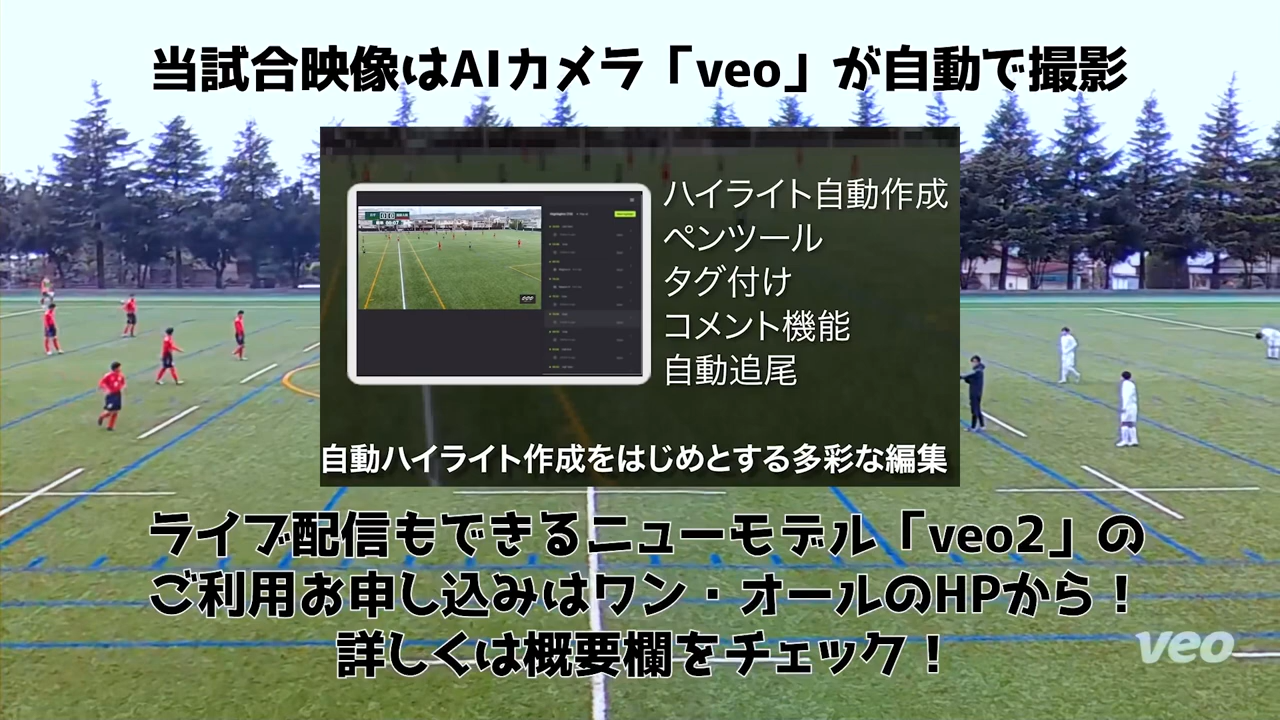 当試合映像はAIカメラ「veo」が自動で撮影
ハイライト自動作成
ペンツール
タグ付け
コメント機能
自動追尾
自動ハイライト作成をはじめとする多彩な編集
ライブ配信もできるニューモデル「veo2」の
ご利用お申し込みはワン・オールのHPから!
詳しくは概要欄をチェック!
veo